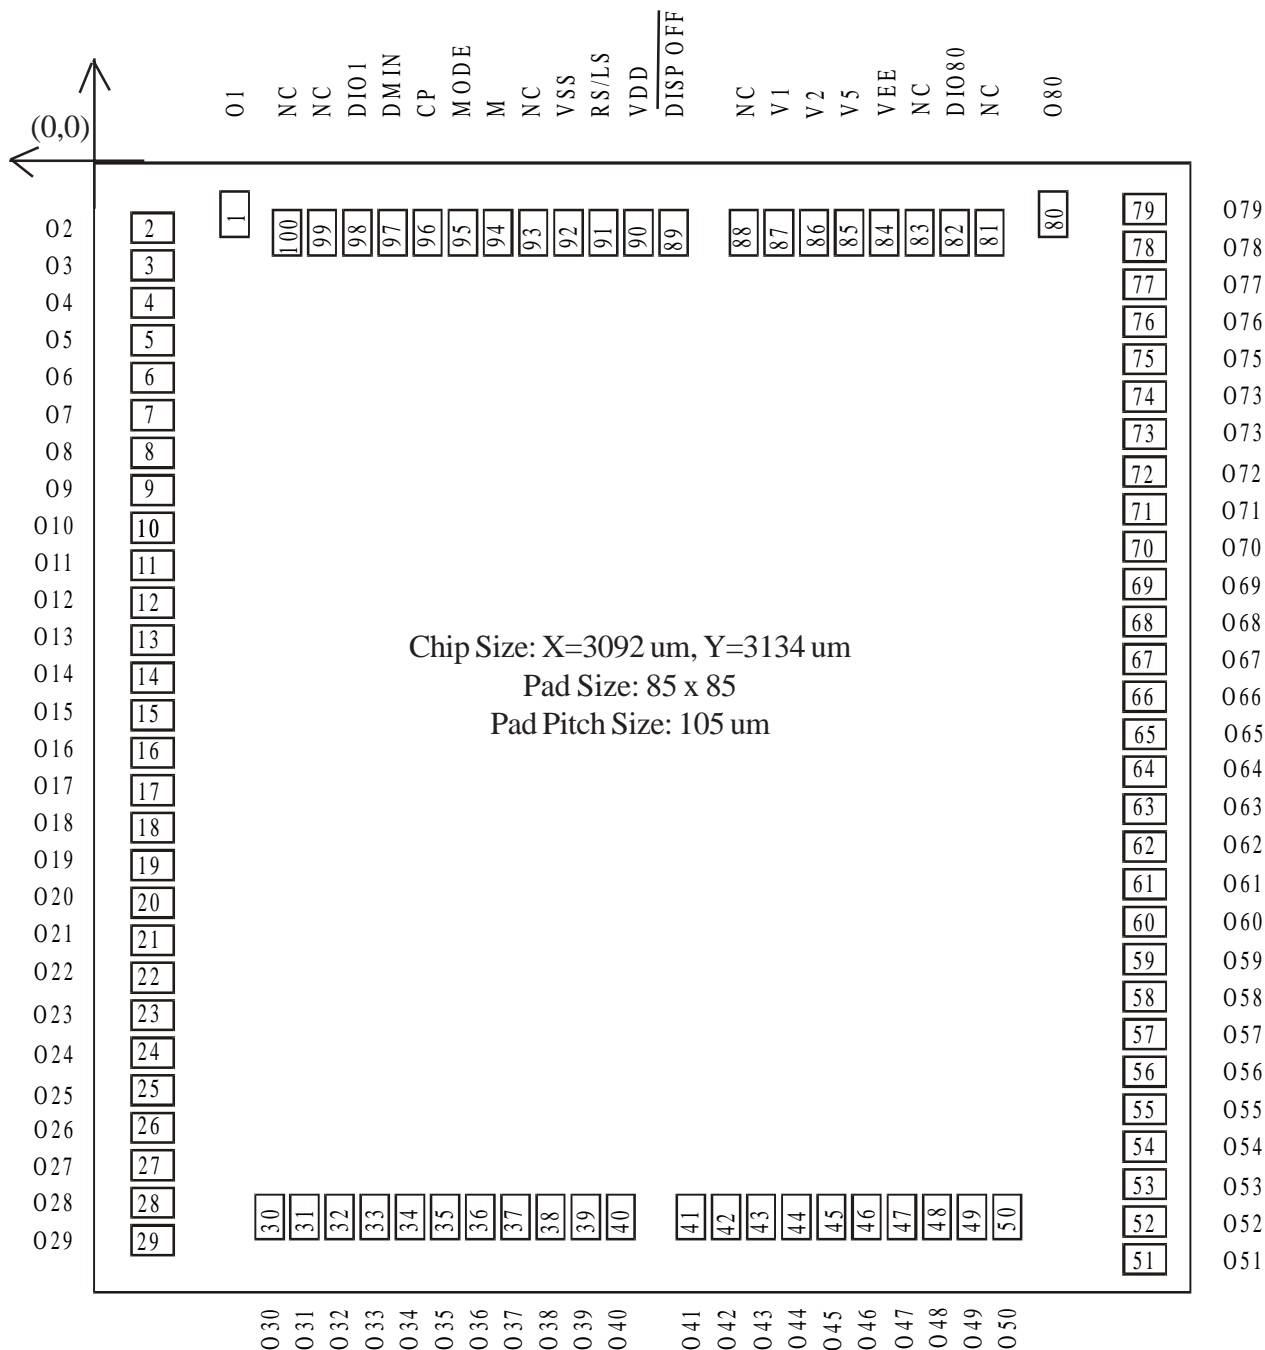 O1
NC
NC
DIO1
DMIN
CP
MODE
M
NC
VSS
RS/LS
VDD
DISP OFF
NC
V1
V2
V5
VEE
NC
DIO80
NC
O80
(0,0)
1
100
99
98
97
96
95
94
93
92
91
90
89
88
87
86
85
84
83
82
81
80
O2 2 79 O79
O3 3 78 O78
O4 4 77 O77
O5 5 76 O76
O6 6 75 O75
O7 7 74 O73
O8 8 73 O73
O9 9 72 O72
O10 10 71 O71
O11 11 70 O70
O12 12 69 O69
O13 13 68 O68
O14 14 67 O67
O15 15 66 O66
O16 16 65 O65
O17 17 64 O64
O18 18 63 O63
O19 19 62 O62
O20 20 61 O61
O21 21 60 O60
O22 22 59 O59
O23 23 58 O58
O24 24 57 O57
O25 25 56 O56
O26 26 55 O55
O27 27 54 O54
O28 28 53 O53
O29 29 52 O52
51 O51
Chip Size: X=3092 um, Y=3134 um
Pad Size: 85 x 85
Pad Pitch Size: 105 um
30
31
32
33
34
35
36
37
38
39
40
41
42
43
44
45
46
47
48
49
50
O30
O31
O32
O33
O34
O35
O36
O37
O38
O39
O40
O41
O42
O43
O44
O45
O46
O47
O48
O49
O50